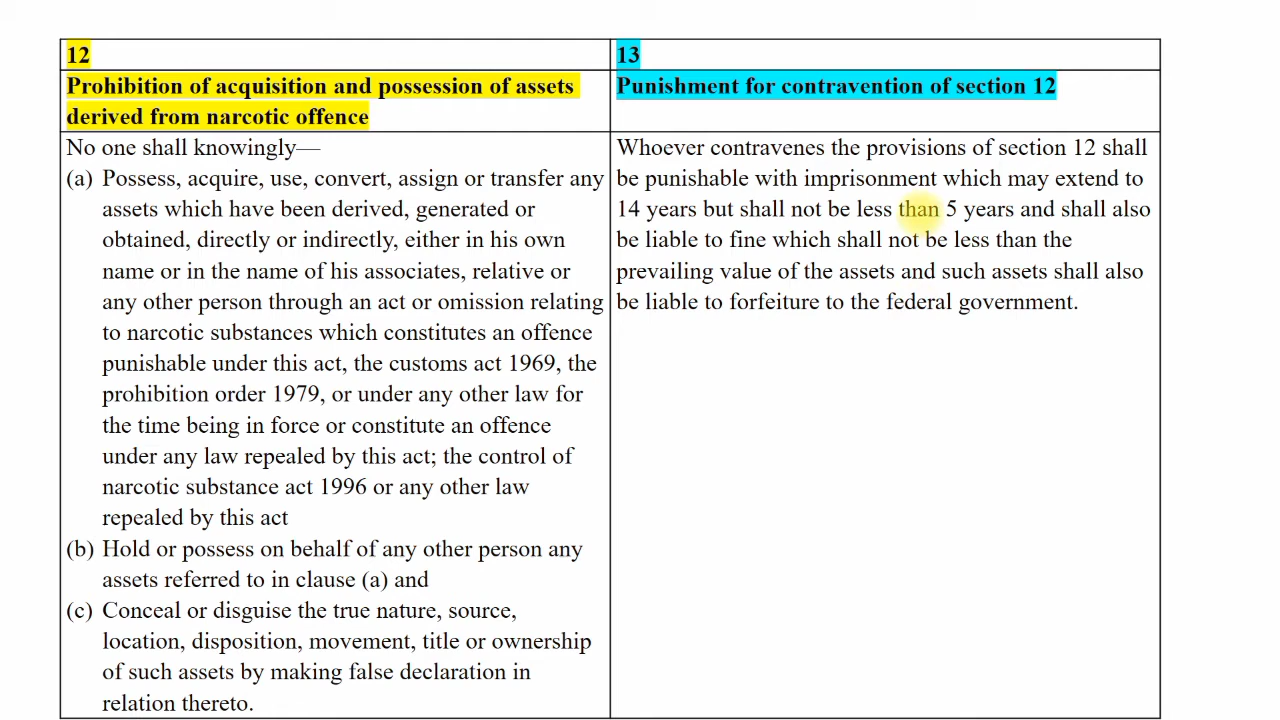 12
Prohibition of acquisition and possession of assets
derived from narcotic offence
No one shall knowingly—
(a) Possess, acquire, use, convert, assign or transfer any
assets which have been derived, generated or
obtained, directly or indirectly, either in his own
name or in the name of his associates, relative or
any other person through an act or omission relating
to narcotic substances which constitutes an offence
punishable under this act, the customs act 1969, the
prohibition order 1979, or under any other law for
the time being in force or constitute an offence
under any law repealed by this act; the control of
narcotic substance act 1996 or any other law
repealed by this act
(b) Hold or possess on behalf of any other person any
assets referred to in clause (a) and
(c) Conceal or disguise the true nature, source,
location, disposition, movement, title or ownership
of such assets by making false declaration in
relation thereto.
13
Punishment for contravention of section 12
Whoever contravenes the provisions of section 12 shall
be punishable with imprisonment which may extend to
14 years but shall not be less than 5 years and shall also
be liable to fine which shall not be less than the
prevailing value of the assets and such assets shall also
be liable to forfeiture to the federal government.